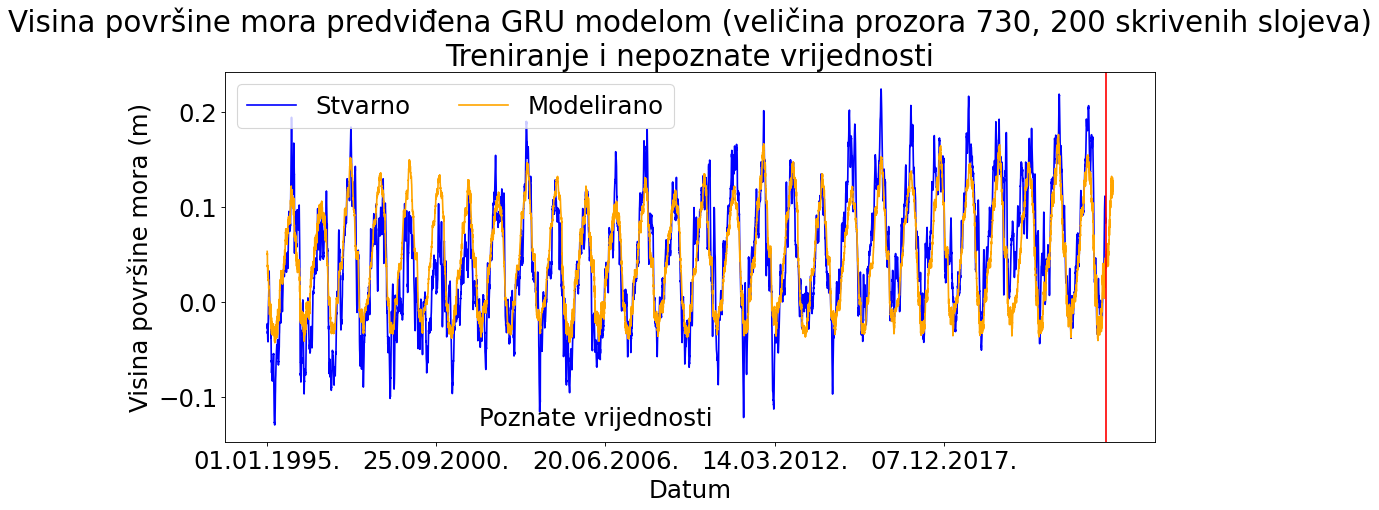 Visina površine mora predviđena GRU modelom (veličina prozora 730, 200 skrivenih slojeva)
Treniranje i nepoznate vrijednosti
Stvarno
Modelirano
Visina površine mora (m)
0.2
0.1
0.0
−0.1
Poznate vrijednosti
01.01.1995.
25.09.2000.
20.06.2006.
14.03.2012.
07.12.2017.
Datum